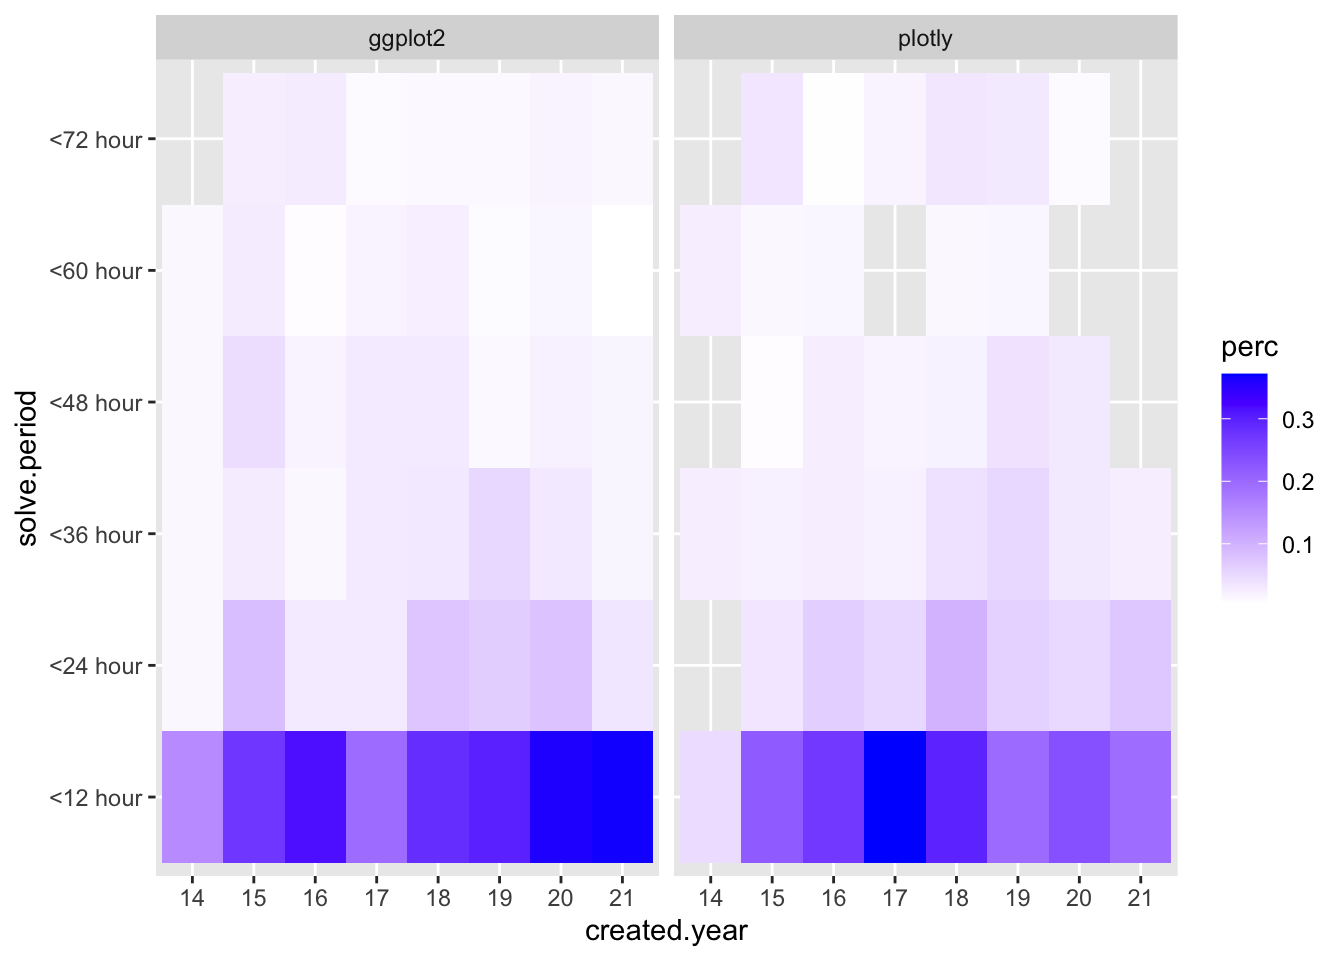 ggplot2
plotly
<72 hour
<60 hour
<48 hour
<36 hour
<24 hour
<12 hour
solve.period
14 15 16 17 18 19 20 21
14 15 16 17 18 19 20 21
created.year
perc
0.3
0.2
0.1